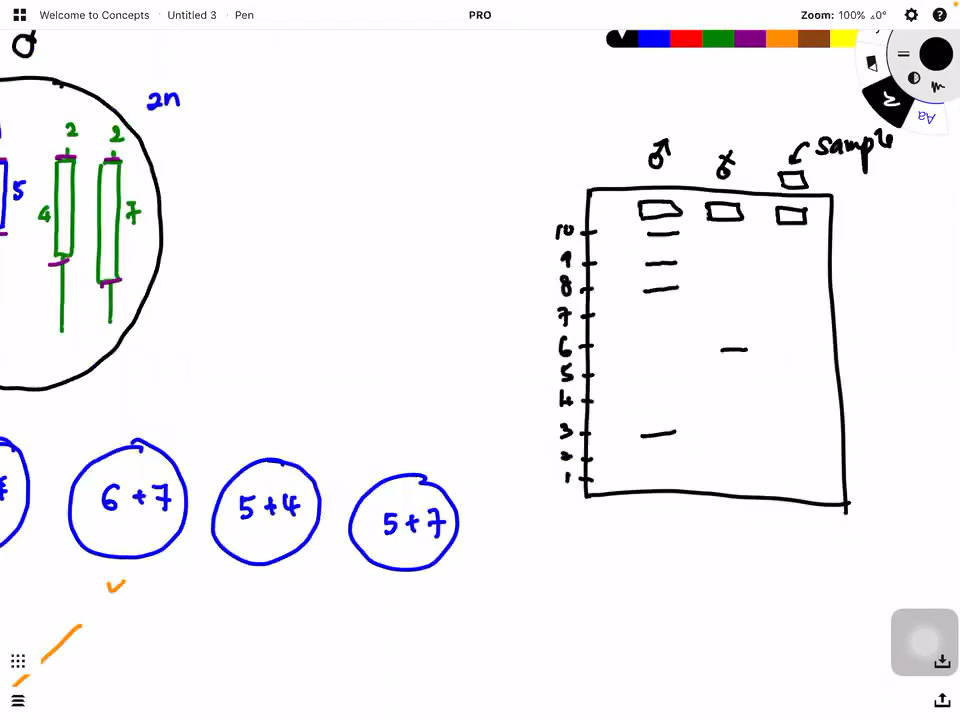 Welcome to Concepts Untitled 3 Pen
PRO
Zoom: 100% 0°
Aa
♂
2n
2 2
5 4 7
♂ ♀ sample
10
9
8
7
6
5
4
3
2
1
6 + 7
5 + 4
5 + 7